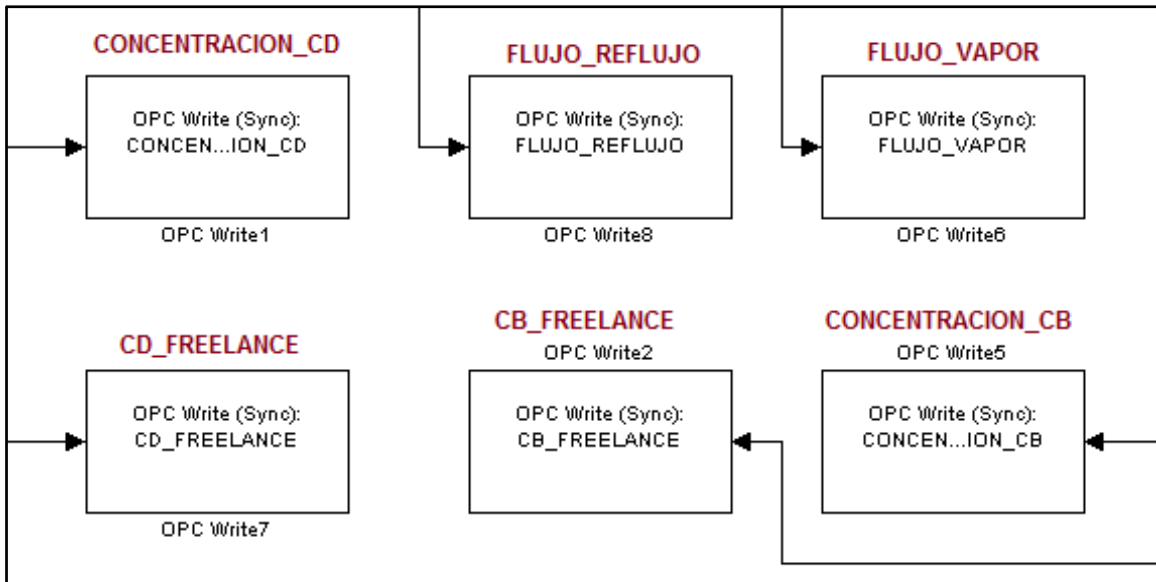 CONCENTRACION_CD
OPC Write (Sync):
CONCEN...ION_CD
OPC Write1
FLUJO_REFLUJO
OPC Write (Sync):
FLUJO_REFLUJO
OPC Write8
FLUJO_VAPOR
OPC Write (Sync):
FLUJO_VAPOR
OPC Write6
CD_FREELANCE
OPC Write (Sync):
CD_FREELANCE
OPC Write7
CB_FREELANCE
OPC Write2
OPC Write (Sync):
CB_FREELANCE
CONCENTRACION_CB
OPC Write5
OPC Write (Sync):
CONCEN...ION_CB